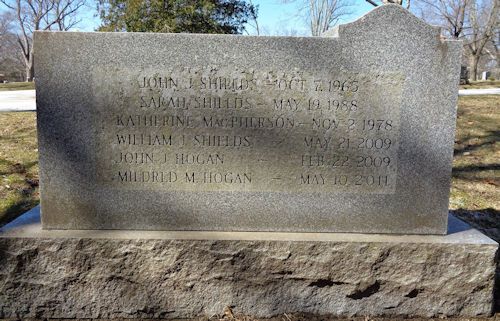 JOHN J. SHIELDS - OCT. 7, 1965
SARAH SHIELDS - MAY 19, 1988
KATHERINE MACPHERSON - NOV. 2, 1978
WILLIAM J. SHIELDS - MAY 21, 2009
JOHN J. HOGAN - FEB. 22, 2009
MILDRED M. HOGAN - MAY 10, 2011